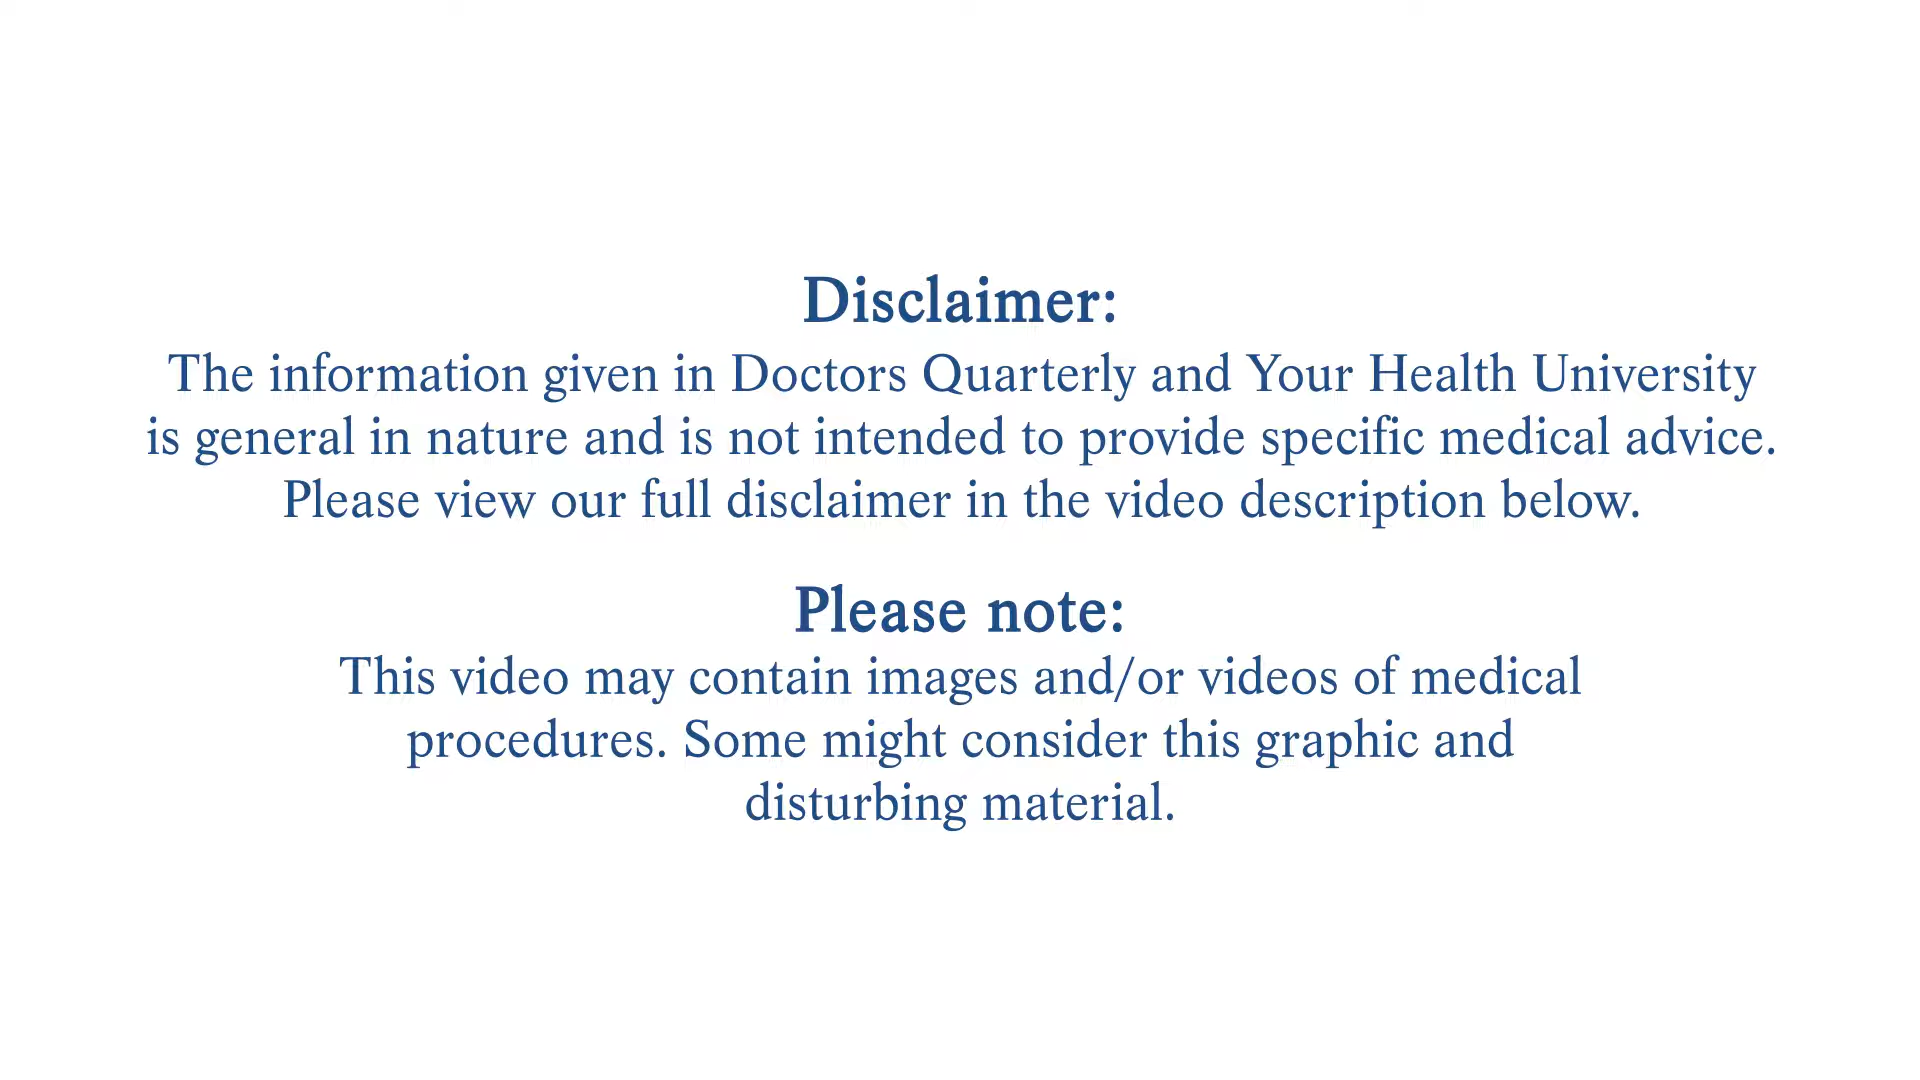 Disclaimer:
The information given in Doctors Quarterly and Your Health University
is general in nature and is not intended to provide specific medical advice.
Please view our full disclaimer in the video description below.
Please note:
This video may contain images and/or videos of medical
procedures. Some might consider this graphic and
disturbing material.